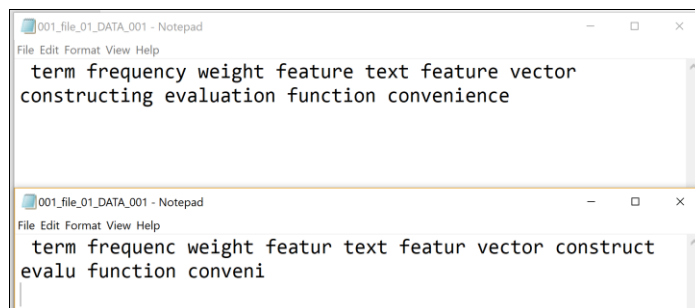 001_file_01_DATA_001 - Notepad
File Edit Format View Help
term frequency weight feature text feature vector
constructing evaluation function convenience
001_file_01_DATA_001 - Notepad
File Edit Format View Help
term frequenc weight featur text featur vector construct
evalu function conveni